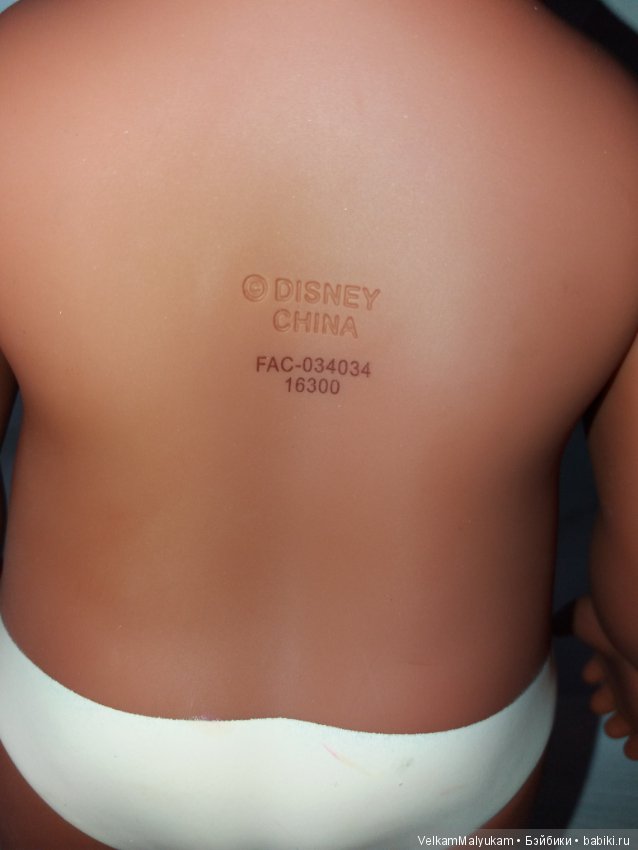 © DISNEY
CHINA
FAC-034034
16300
VelkamMalyukam • Бэйбики • babiki.ru